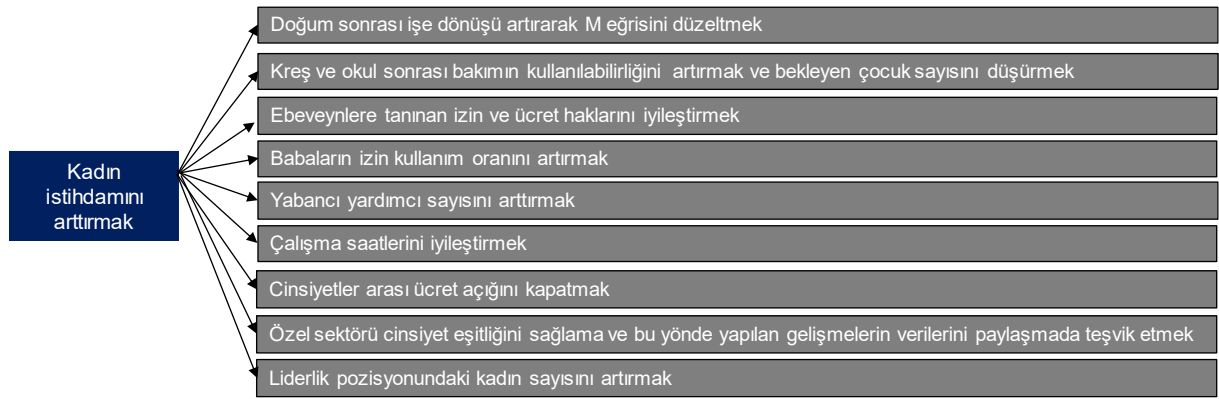 Doğum sonrası işe dönüşü artırarak M eğrisini düzeltmek
Kreş ve okul sonrası bakımın kullanılabilirliğini artırmak ve bekleyen çocuk sayısını düşürmek
Ebeveynlere tanınan izin ve ücret haklarını iyileştirmek
Babaların izin kullanım oranını artırmak
Kadın
istihdamını
arttırmak
Yabancı yardımcı sayısını arttırmak
Çalışma saatlerini iyileştirmek
Cinsiyetler arası ücret açığını kapatmak
Özel sektörü cinsiyet eşitliğini sağlama ve bu yönde yapılan gelişmelerin verilerini paylaşmada teşvik etmek
Liderlik pozisyonundaki kadın sayısını artırmak